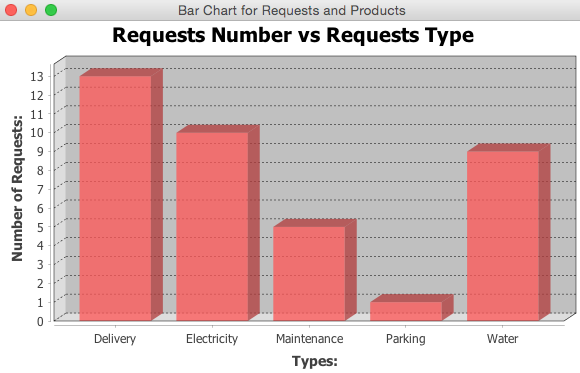 Bar Chart for Requests and Products
Requests Number vs Requests Type
Number of Requests:
13
12
11
10
9
8
7
6
5
4
3
2
1
0
Delivery Electricity Maintenance Parking Water
Types: